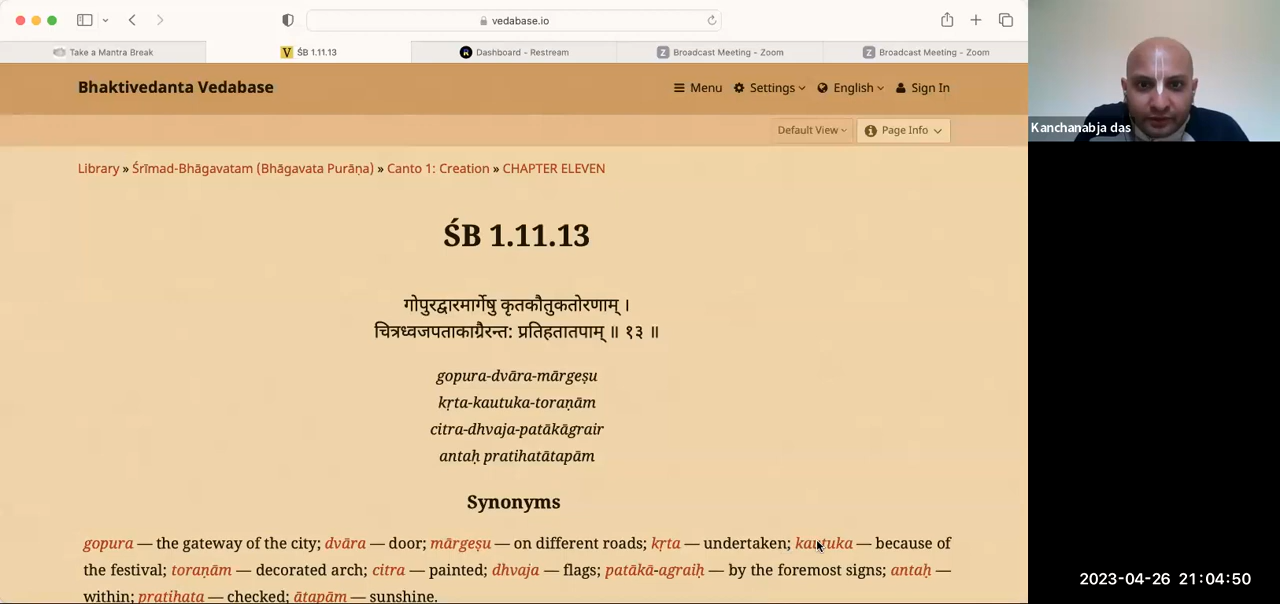 vedabase.io
Take a Mantra Break
V ŚB 1.11.13
Dashboard - Restream
Z Broadcast Meeting - Zoom
Z Broadcast Meeting - Zoom
Bhaktivedanta Vedabase
Menu Settings English Sign In
Default View Page Info
Library » Śrīmad-Bhāgavatam (Bhāgavata Purāṇa) » Canto 1: Creation » CHAPTER ELEVEN
ŚB 1.11.13
गोपुरद्वारमार्गेषु कृतकौतुकतोरणाम् ।
चित्रध्वजपताकाग्रैरन्त: प्रतिहतातपाम् ॥ १३ ॥
gopura-dvāra-mārgeṣu
kṛta-kautuka-toraṇām
citra-dhvaja-patākāgrair
antaḥ pratihatātapām
Synonyms
gopura — the gateway of the city; dvāra — door; mārgeṣu — on different roads; kṛta — undertaken; kautuka — because of
the festival; toraṇām — decorated arch; citra — painted; dhvaja — flags; patākā-agraiḥ — by the foremost signs; antaḥ —
within; pratihata — checked; ātapām — sunshine.
Kanchanabja das
2023-04-26 21:04:50